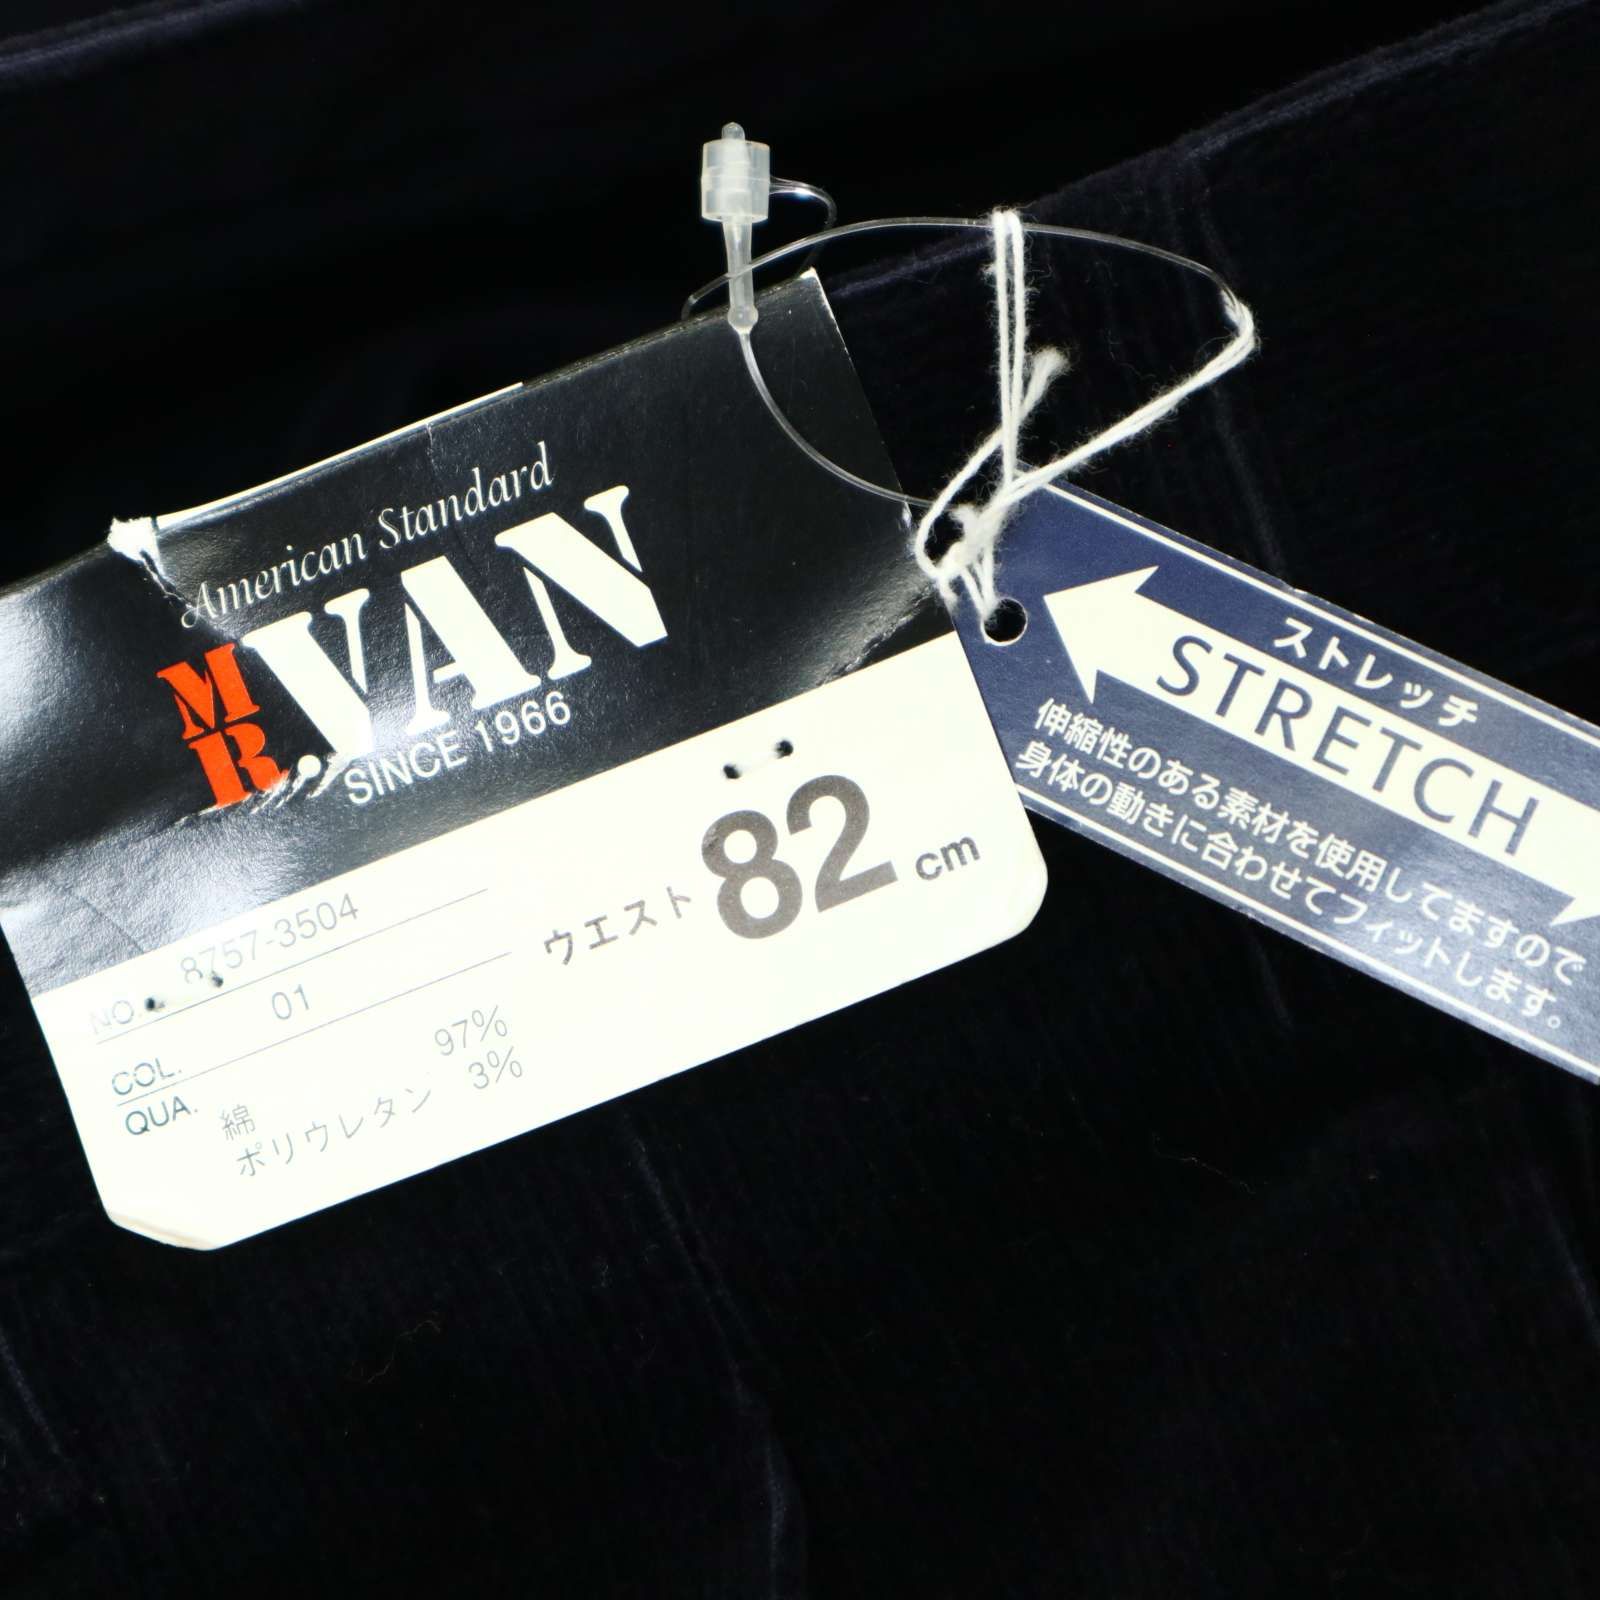 American Standard
MR.VAN
SINCE 1966
NO. 8757-3504
COL. 01
QUA. 綿 97%
ポリウレタン 3%
ウエスト 82 cm
ストレッチ
STRETCH
伸縮性のある素材を使用してますので
身体の動きに合わせてフィットします。